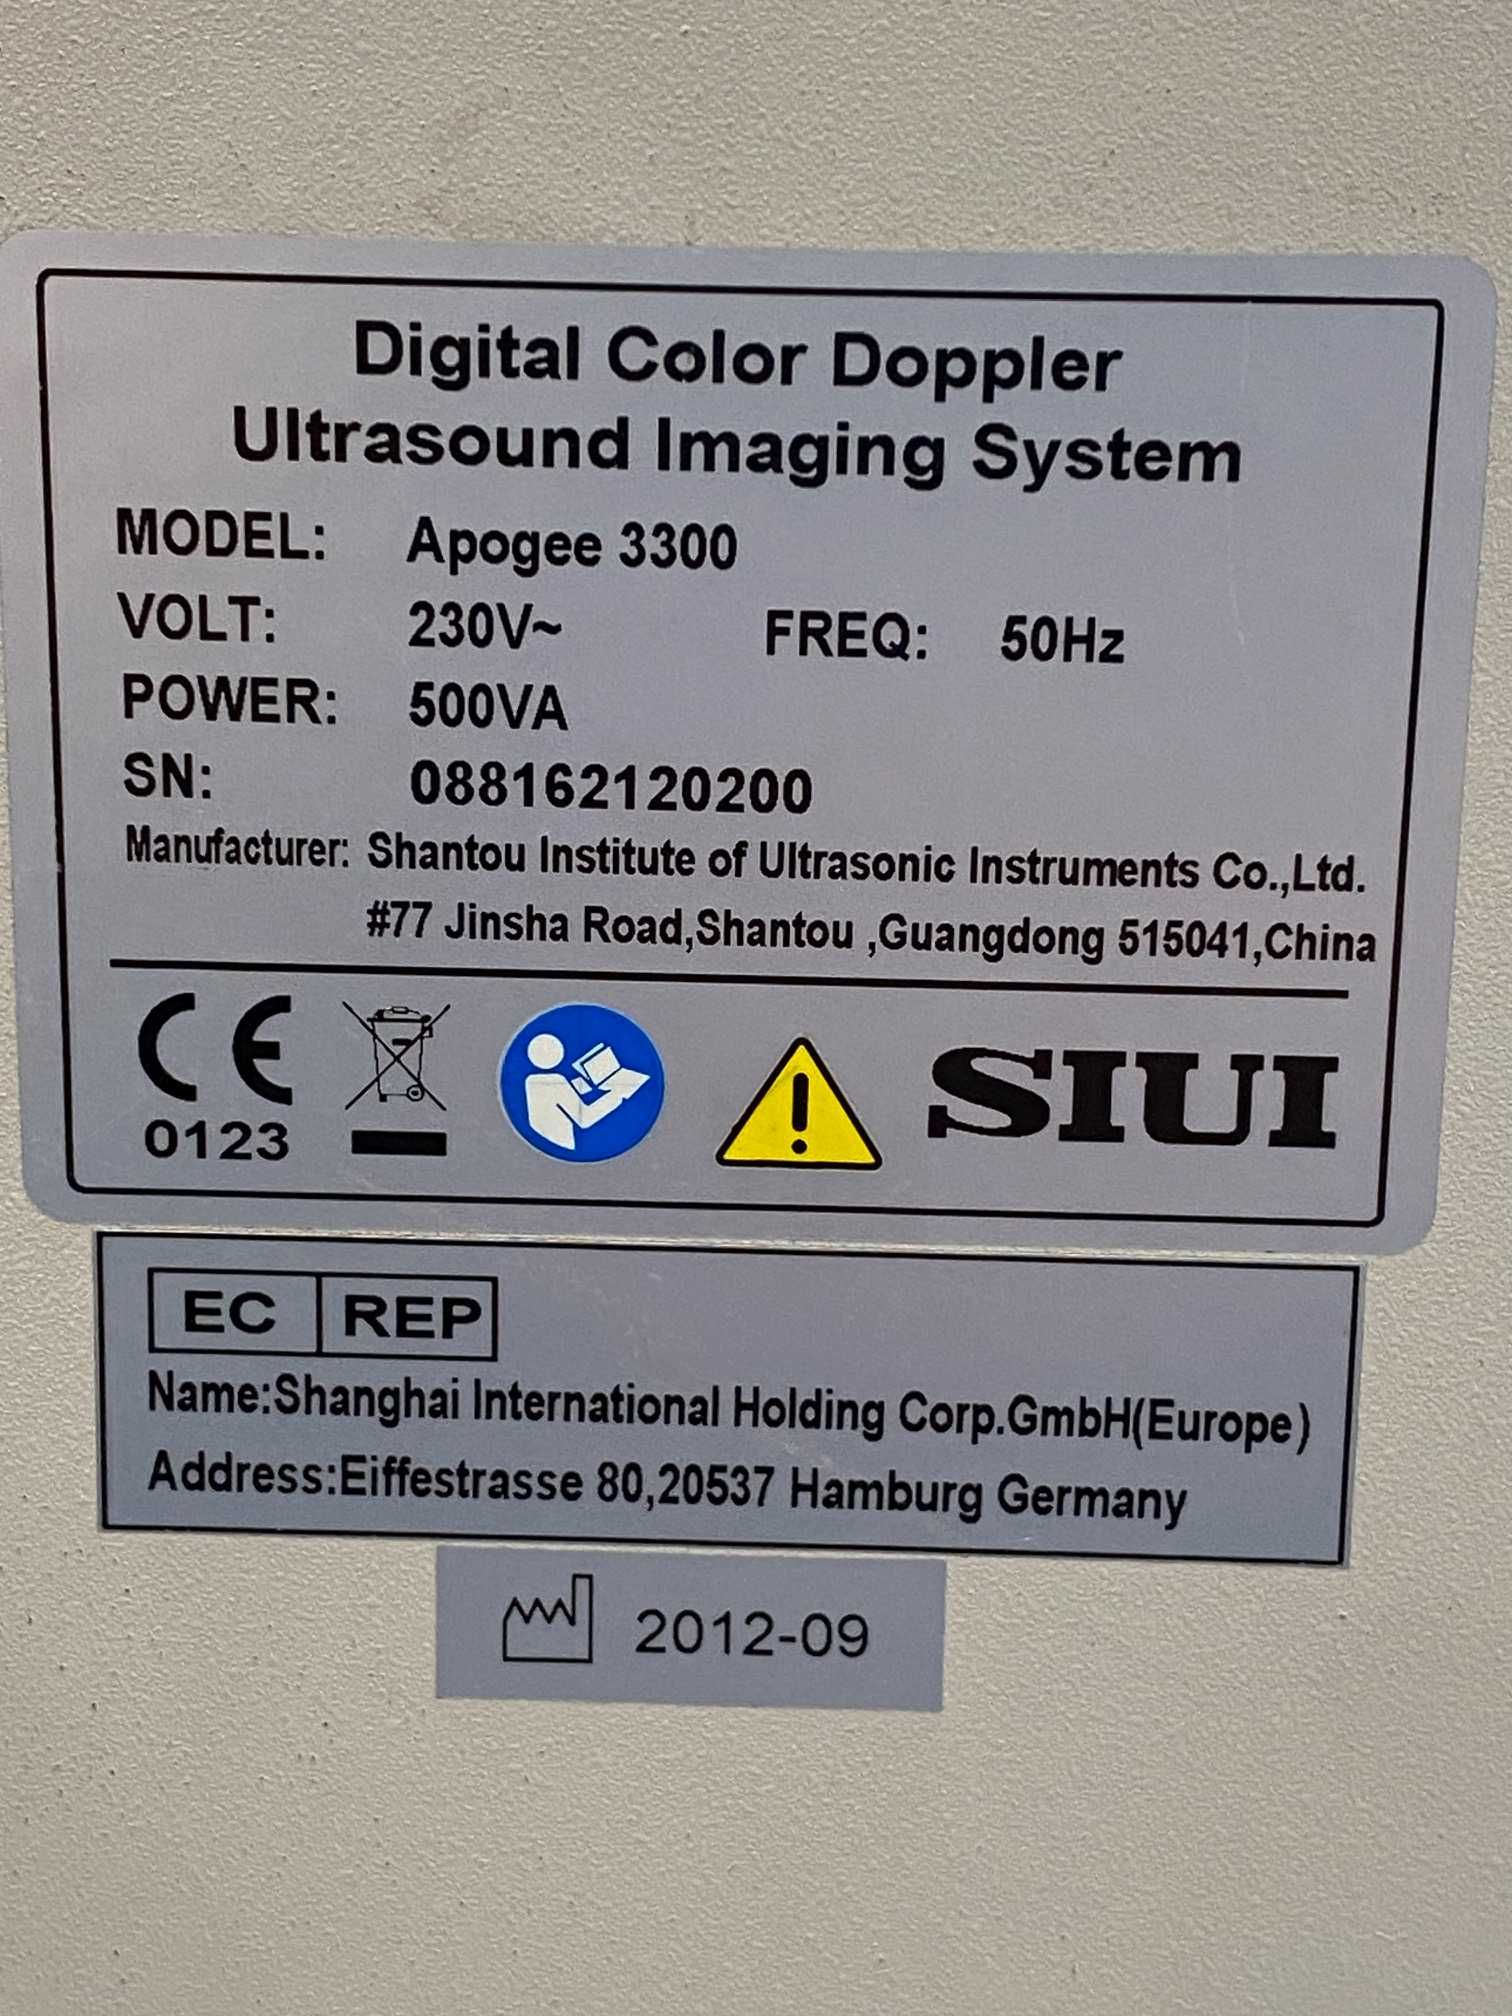 Digital Color Doppler
Ultrasound Imaging System
MODEL: Apogee 3300
VOLT: 230V~ FREQ: 50Hz
POWER: 500VA
SN: 088162120200
Manufacturer: Shantou Institute of Ultrasonic Instruments Co.,Ltd.
#77 Jinsha Road,Shantou ,Guangdong 515041,China
CE
0123
SIUI
EC REP
Name:Shanghai International Holding Corp.GmbH(Europe)
Address:Eiffestrasse 80,20537 Hamburg Germany
2012-09